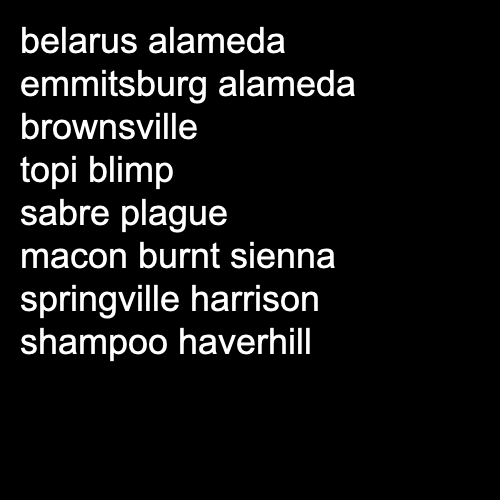 belarus alameda
emmitsburg alameda
brownsville
topi blimp
sabre plague
macon burnt sienna
springville harrison
shampoo haverhill